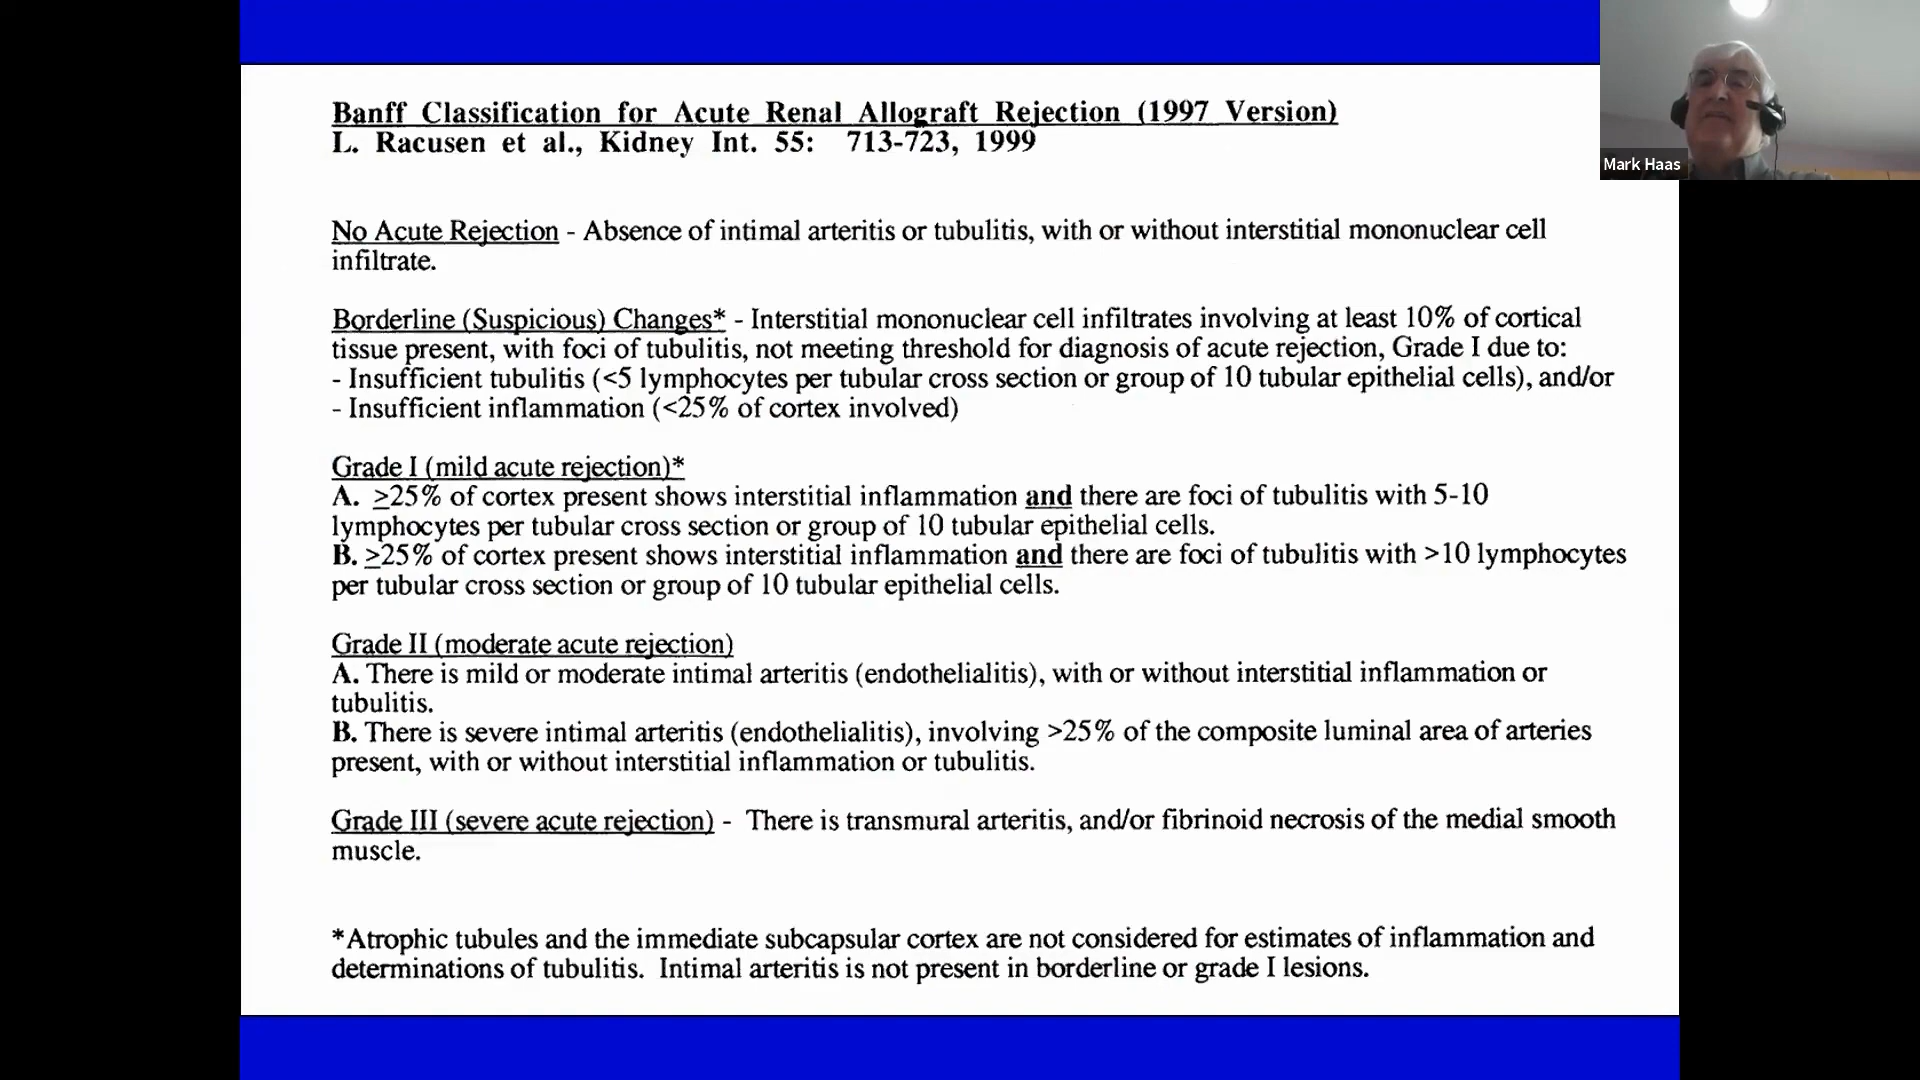 Banff Classification for Acute Renal Allograft Rejection (1997 Version)
L. Racusen et al., Kidney Int. 55: 713-723, 1999
Mark Haas
No Acute Rejection - Absence of intimal arteritis or tubulitis, with or without interstitial mononuclear cell
infiltrate.
Borderline (Suspicious) Changes* - Interstitial mononuclear cell infiltrates involving at least 10% of cortical
tissue present, with foci of tubulitis, not meeting threshold for diagnosis of acute rejection, Grade I due to:
- Insufficient tubulitis (<5 lymphocytes per tubular cross section or group of 10 tubular epithelial cells), and/or
- Insufficient inflammation (<25% of cortex involved)
Grade I (mild acute rejection)*
A. ≥25% of cortex present shows interstitial inflammation and there are foci of tubulitis with 5-10
lymphocytes per tubular cross section or group of 10 tubular epithelial cells.
B. ≥25% of cortex present shows interstitial inflammation and there are foci of tubulitis with >10 lymphocytes
per tubular cross section or group of 10 tubular epithelial cells.
Grade II (moderate acute rejection)
A. There is mild or moderate intimal arteritis (endothelialitis), with or without interstitial inflammation or
tubulitis.
B. There is severe intimal arteritis (endothelialitis), involving >25% of the composite luminal area of arteries
present, with or without interstitial inflammation or tubulitis.
Grade III (severe acute rejection) - There is transmural arteritis, and/or fibrinoid necrosis of the medial smooth
muscle.
*Atrophic tubules and the immediate subcapsular cortex are not considered for estimates of inflammation and
determinations of tubulitis. Intimal arteritis is not present in borderline or grade I lesions.